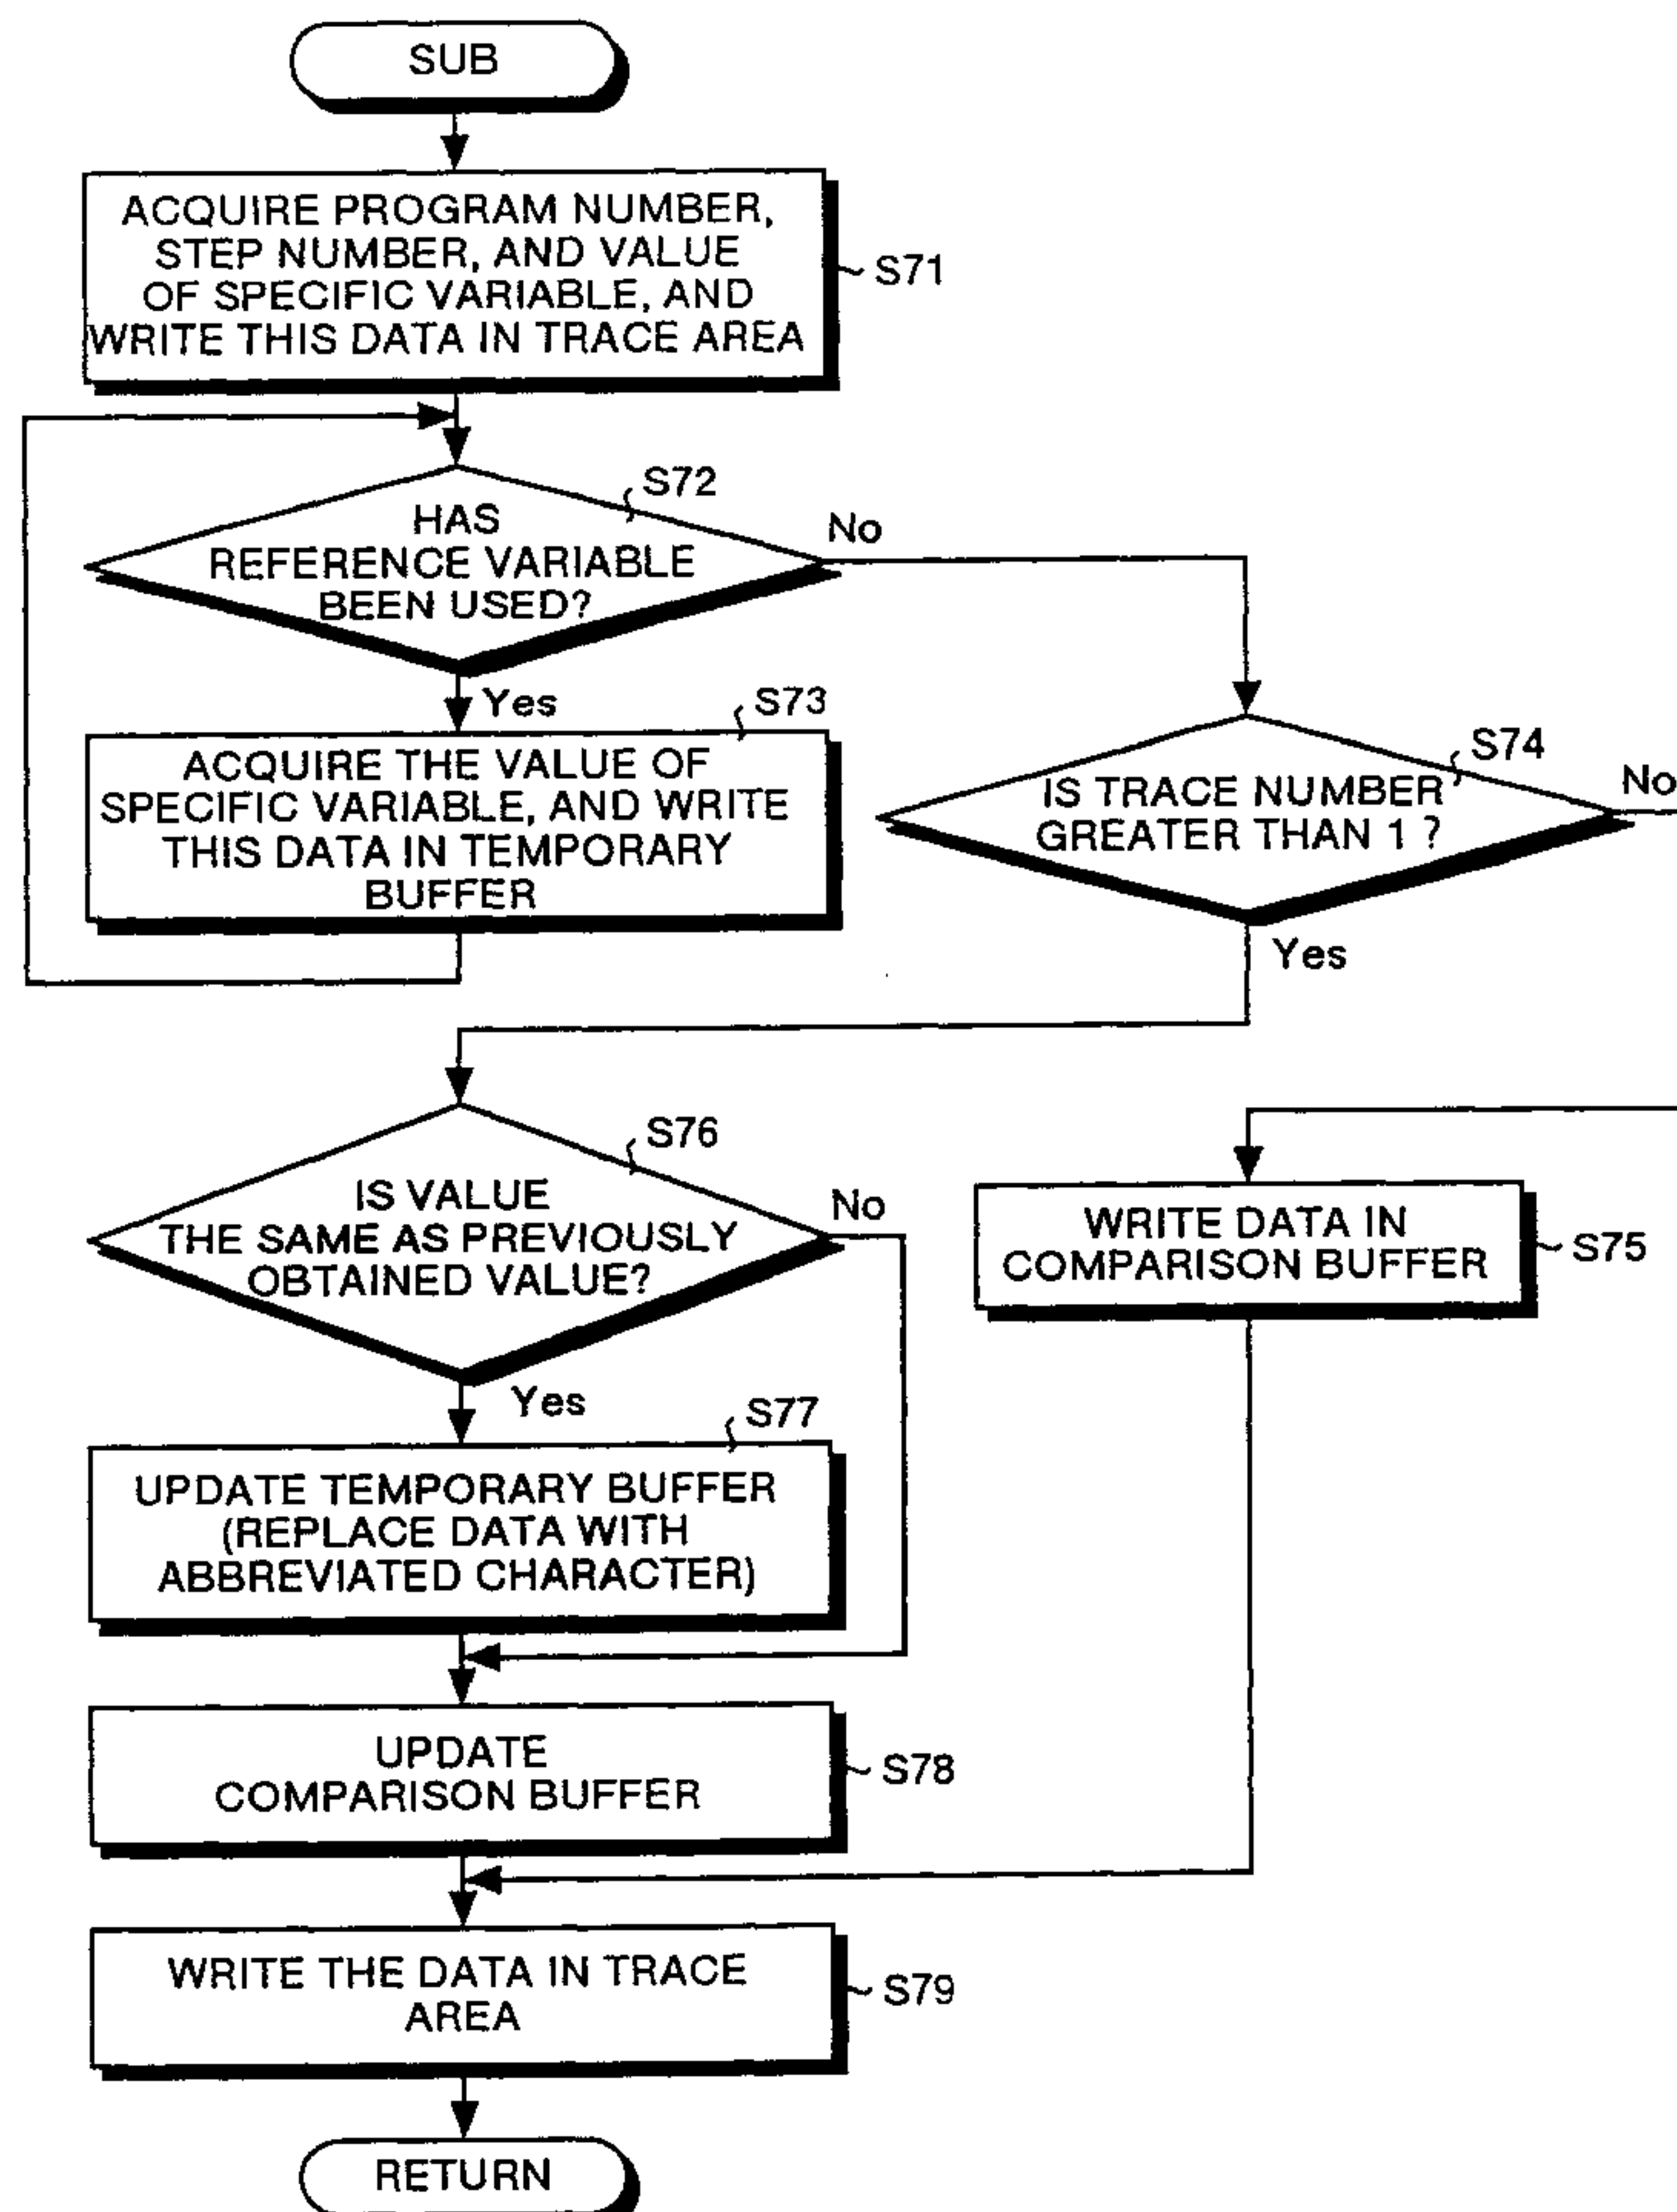 SUB
ACQUIRE PROGRAM NUMBER,
STEP NUMBER, AND VALUE
OF SPECIFIC VARIABLE, AND
WRITE THIS DATA IN TRACE AREA
S71
S72
HAS
REFERENCE VARIABLE
BEEN USED?
No
Yes
S73
ACQUIRE THE VALUE OF
SPECIFIC VARIABLE, AND WRITE
THIS DATA IN TEMPORARY
BUFFER
S74
IS TRACE NUMBER
GREATER THAN 1 ?
No
Yes
S76
IS VALUE
THE SAME AS PREVIOUSLY
OBTAINED VALUE?
No
Yes
WRITE DATA IN
COMPARISON BUFFER
S75
S77
UPDATE TEMPORARY BUFFER
(REPLACE DATA WITH
ABBREVIATED CHARACTER)
UPDATE
COMPARISON BUFFER
S78
WRITE THE DATA IN TRACE
AREA
S79
RETURN